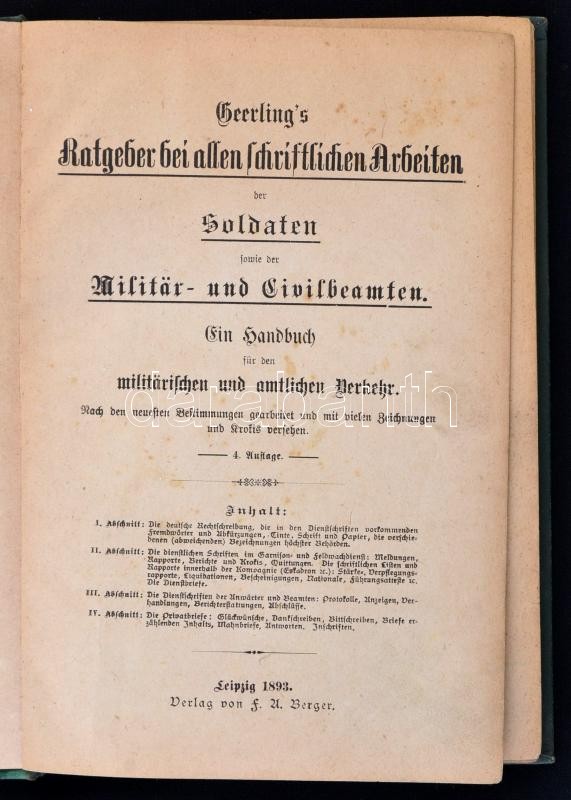 Geerling's
Ratgeber bei allen schriftlichen Arbeiten
der
Soldaten
sowie der
Militär- und Civilbeamten.
Ein Handbuch
für den
militärischen und amtlichen Verkehr.
darabanth
Nach den neuesten Bestimmungen gearbeitet und mit vielen Zeichnungen
und Krokis versehen.
4. Auflage.
Inhalt:
I. Abschnitt: Die deutsche Rechtschreibung, die in den Dienstschriften vorkommenden
Fremdwörter und Abkürzungen, Tinte, Schrift und Papier, die verschie-
denen (abweichenden) Bezeichnungen höchster Behörden.
II. Abschnitt: Die dienstlichen Schriften im Garnison- und Feldwachdienst: Meldungen,
Rapporte, Berichte und Krokis, Quittungen. Die schriftlichen Listen und
Rapporte innerhalb der Kompagnie (Eskadron ꝛc.): Stärke-, Verpflegungs-
rapporte, Liquidationen, Bescheinigungen, Nationale, Führungsatteste ꝛc.
Die Dienstbriefe.
III. Abschnitt: Die Dienstschriften der Anwärter und Beamten: Protokolle, Anzeigen, Ver-
handlungen, Berichterstattungen, Abschlüsse.
IV. Abschnitt: Die Privatbriefe: Glückwünsche, Dankschreiben, Bittschreiben, Briefe er-
zählenden Inhalts, Mahnbriefe, Antworten. Inschriften.
Leipzig 1893.
Verlag von F. A. Berger.